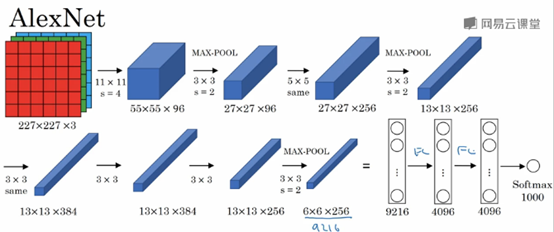 AlexNet
网易云课堂
MAX-POOL
MAX-POOL
11 × 11
s = 4
3 × 3
s = 2
5 × 5
same
3 × 3
s = 2
227×227 ×3
55×55 × 96
27×27 ×96
27×27 ×256
13×13 ×256
MAX-POOL
=
FC
FC
3 × 3
same
3 × 3
3 × 3
3 × 3
s = 2
...
...
...
Softmax
1000
13×13 ×384
13×13 ×384
13×13 ×256
6×6 ×256
9216
4096
4096
9216